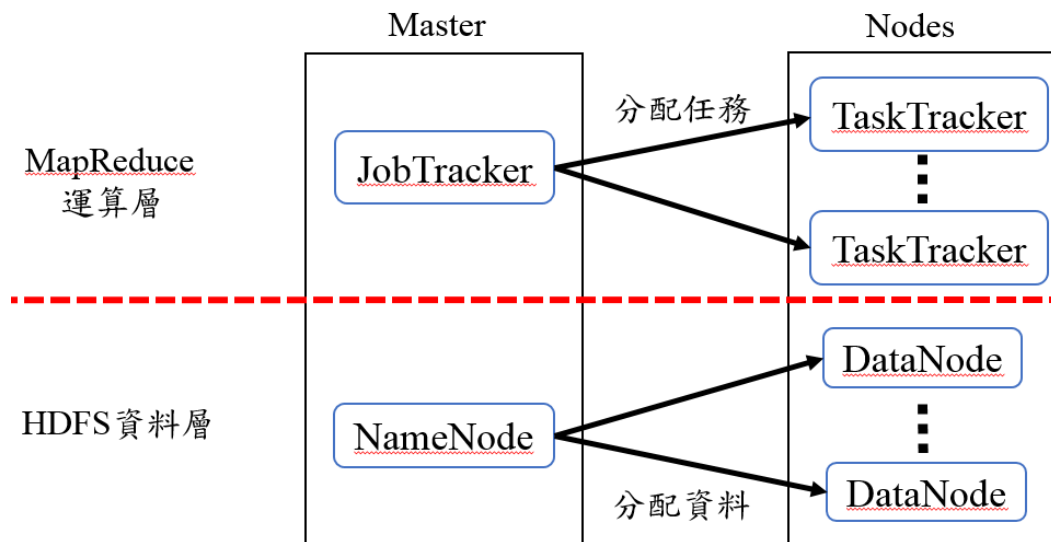 Master
Nodes
MapReduce
運算層
JobTracker
分配任務
TaskTracker
TaskTracker
HDFS資料層
NameNode
分配資料
DataNode
DataNode